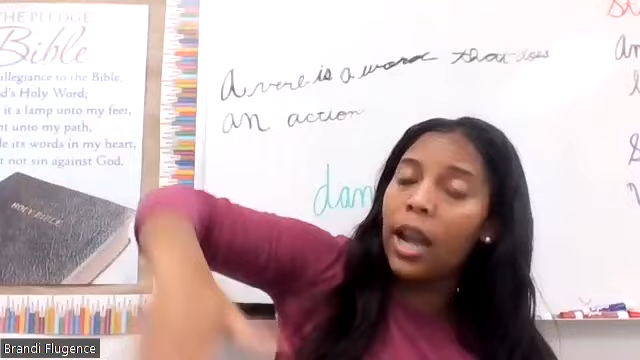 THE PLEDGE
Bible
allegiance to the Bible,
d's Holy Word;
it a lamp unto my feet,
nt unto my path,
de its words in my heart,
t not sin against God.
HOLY BIBLE
A verb is a word that does
an action
dan
an
Brandi Flugence